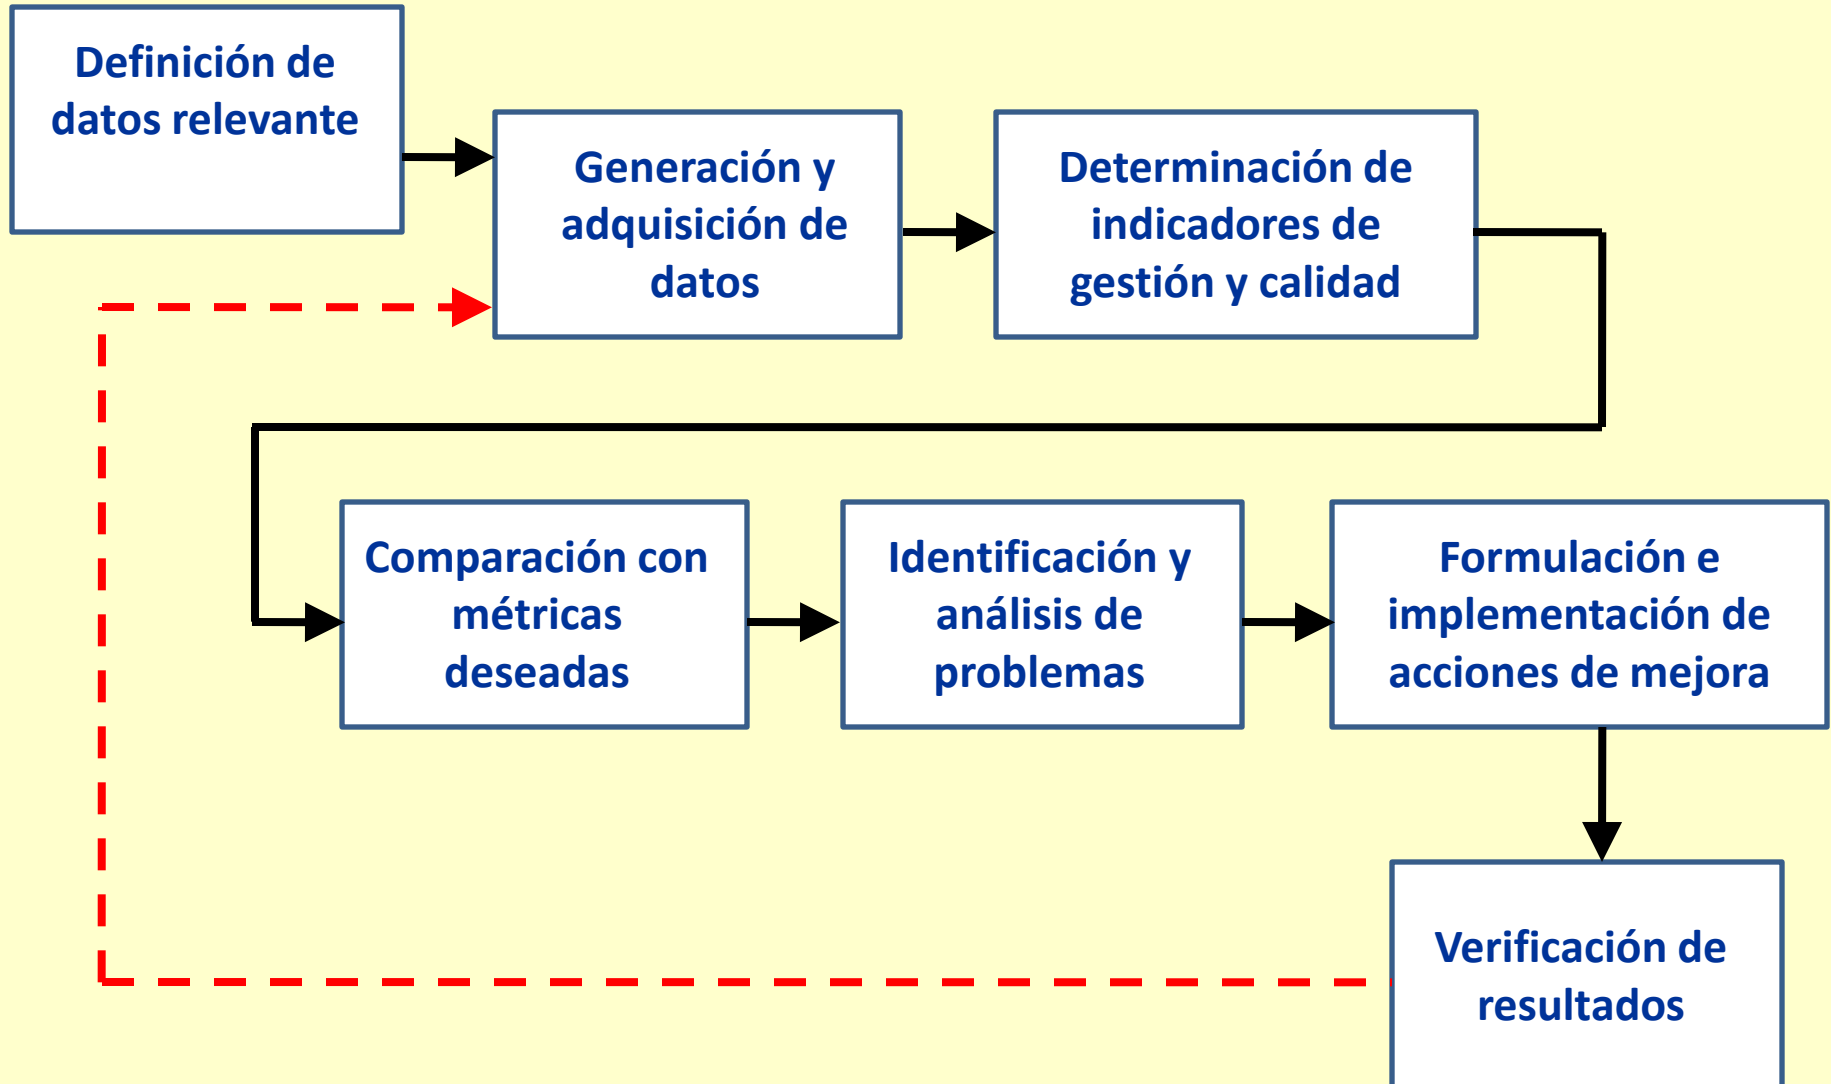 Definición de
datos relevante
Generación y
adquisición de
datos
Determinación de
indicadores de
gestión y calidad
Comparación con
métricas
deseadas
Identificación y
análisis de
problemas
Formulación e
implementación de
acciones de mejora
Verificación de
resultados